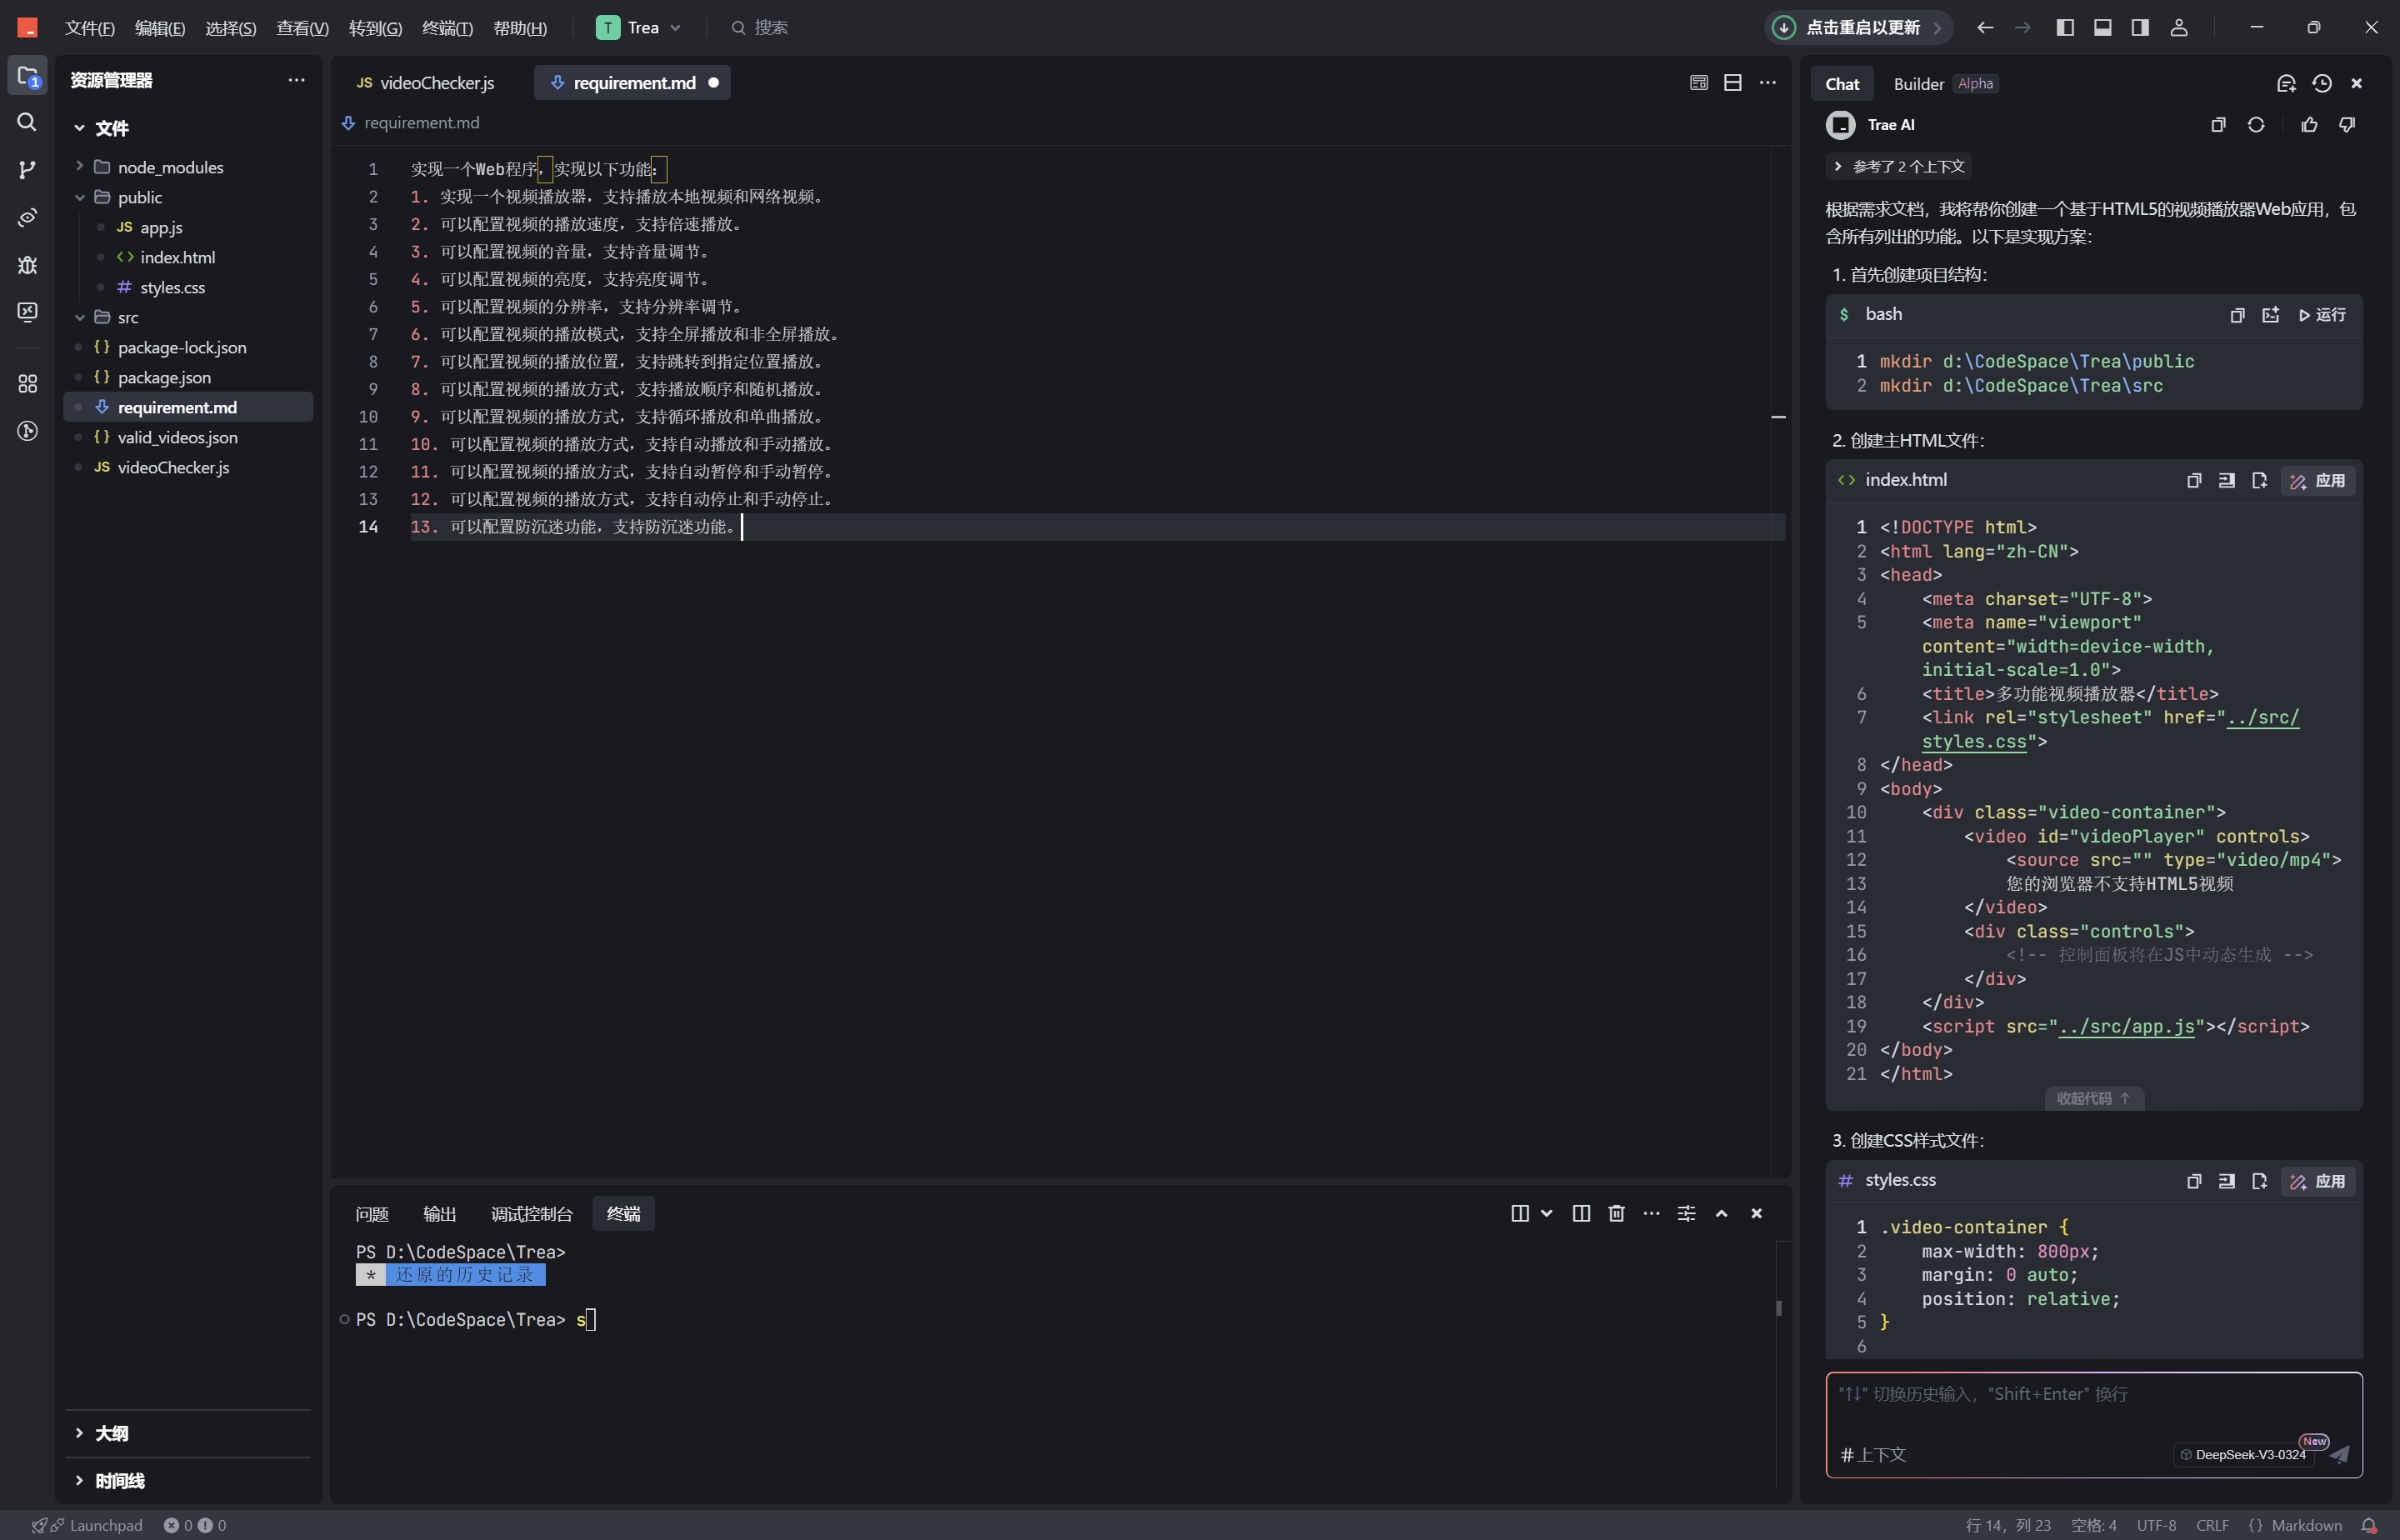 文件(F) 编辑(E) 选择(S) 查看(V) 转到(G) 终端(T) 帮助(H) T Trea 搜索 点击重启以更新
1
资源管理器
文件
node_modules
public
JS app.js
<> index.html
# styles.css
src
{ } package-lock.json
{ } package.json
requirement.md
{ } valid_videos.json
JS videoChecker.js
大纲
时间线
JS videoChecker.js requirement.md
requirement.md
1 实现一个Web程序，实现以下功能：
2 1. 实现一个视频播放器，支持播放本地视频和网络视频。
3 2. 可以配置视频的播放速度，支持倍速播放。
4 3. 可以配置视频的音量，支持音量调节。
5 4. 可以配置视频的亮度，支持亮度调节。
6 5. 可以配置视频的分辨率，支持分辨率调节。
7 6. 可以配置视频的播放模式，支持全屏播放和非全屏播放。
8 7. 可以配置视频的播放位置，支持跳转到指定位置播放。
9 8. 可以配置视频的播放方式，支持播放顺序和随机播放。
10 9. 可以配置视频的播放方式，支持循环播放和单曲播放。
11 10. 可以配置视频的播放方式，支持自动播放和手动播放。
12 11. 可以配置视频的播放方式，支持自动暂停和手动暂停。
13 12. 可以配置视频的播放方式，支持自动停止和手动停止。
14 13. 可以配置防沉迷功能，支持防沉迷功能。
问题 输出 调试控制台 终端
PS D:\CodeSpace\Trea>
* 还原的历史记录
PS D:\CodeSpace\Trea> s
Chat Builder Alpha
Trae AI
参考了 2 个上下文
根据需求文档，我将帮你创建一个基于HTML5的视频播放器Web应用，包
含所有列出的功能。以下是实现方案：
1. 首先创建项目结构：
$ bash 运行
1 mkdir d:\CodeSpace\Trea\public
2 mkdir d:\CodeSpace\Trea\src
2. 创建主HTML文件：
<> index.html 应用
1 <!DOCTYPE html>
2 <html lang="zh-CN">
3 <head>
4 <meta charset="UTF-8">
5 <meta name="viewport"
content="width=device-width,
initial-scale=1.0">
6 <title>多功能视频播放器</title>
7 <link rel="stylesheet" href="../src/
styles.css">
8 </head>
9 <body>
10 <div class="video-container">
11 <video id="videoPlayer" controls>
12 <source src="" type="video/mp4">
13 您的浏览器不支持HTML5视频
14 </video>
15 <div class="controls">
16 <!-- 控制面板将在JS中动态生成 -->
17 </div>
18 </div>
19 <script src="../src/app.js"></script>
20 </body>
21 </html>
收起代码 ↑
3. 创建CSS样式文件：
# styles.css 应用
1 .video-container {
2 max-width: 800px;
3 margin: 0 auto;
4 position: relative;
5 }
6
"↑↓" 切换历史输入，"Shift+Enter" 换行
New
# 上下文 DeepSeek-V3-0324
Launchpad 0 0 行 14，列 23 空格: 4 UTF-8 CRLF { } Markdown